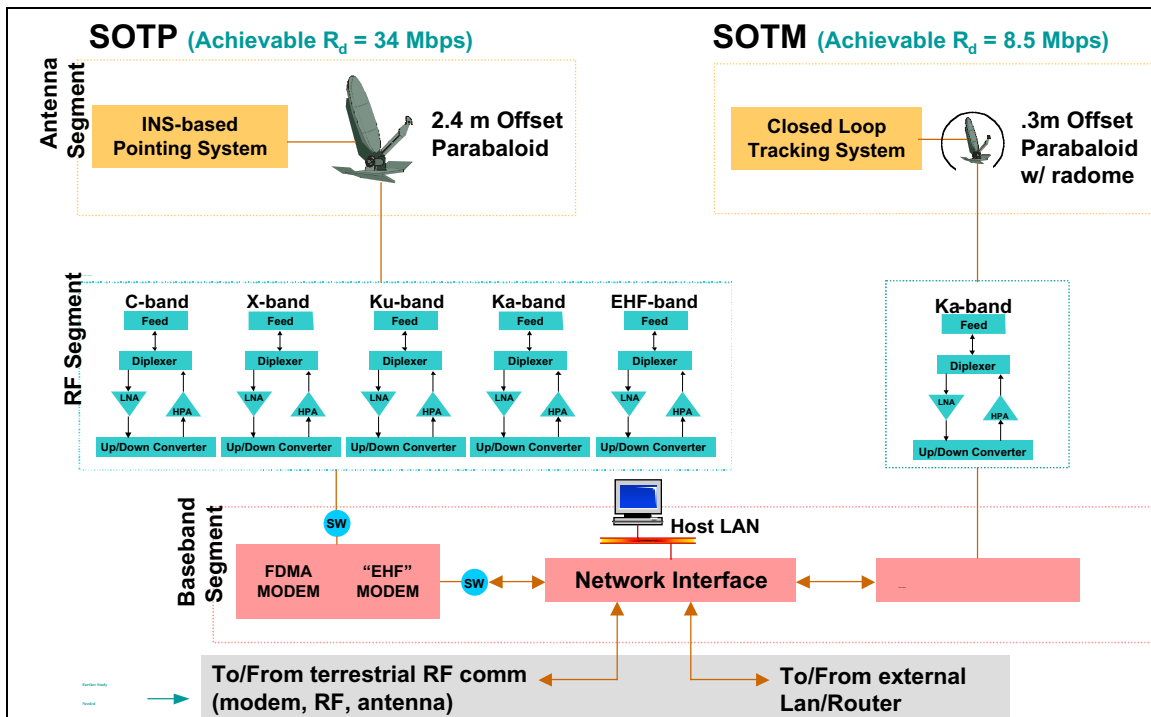 SOTP (Achievable Rd = 34 Mbps)
SOTM (Achievable Rd = 8.5 Mbps)
Antenna
Segment
INS-based
Pointing System
2.4 m Offset
Parabaloid
Closed Loop
Tracking System
.3m Offset
Parabaloid
w/ radome
RF Segment
C-band
Feed
Diplexer
LNA
HPA
Up/Down Converter
X-band
Feed
Diplexer
LNA
HPA
Up/Down Converter
Ku-band
Feed
Diplexer
LNA
HPA
Up/Down Converter
Ka-band
Feed
Diplexer
LNA
HPA
Up/Down Converter
EHF-band
Feed
Diplexer
LNA
HPA
Up/Down Converter
Ka-band
Feed
Diplexer
LNA
HPA
Up/Down Converter
Baseband
Segment
SW
FDMA
MODEM
“EHF”
MODEM
SW
Host LAN
Network Interface
To/From terrestrial RF comm
(modem, RF, antenna)
To/From external
Lan/Router
Further Study
Needed